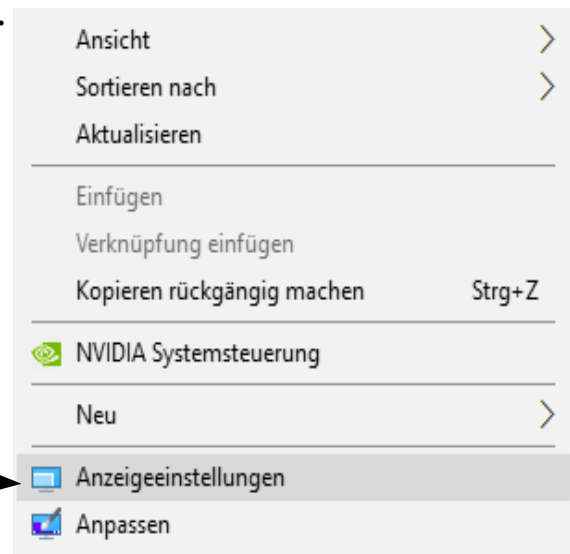 Ansicht
Sortieren nach
Aktualisieren
Einfügen
Verknüpfung einfügen
Kopieren rückgängig machen Strg+Z
NVIDIA Systemsteuerung
Neu
Anzeigeeinstellungen
Anpassen